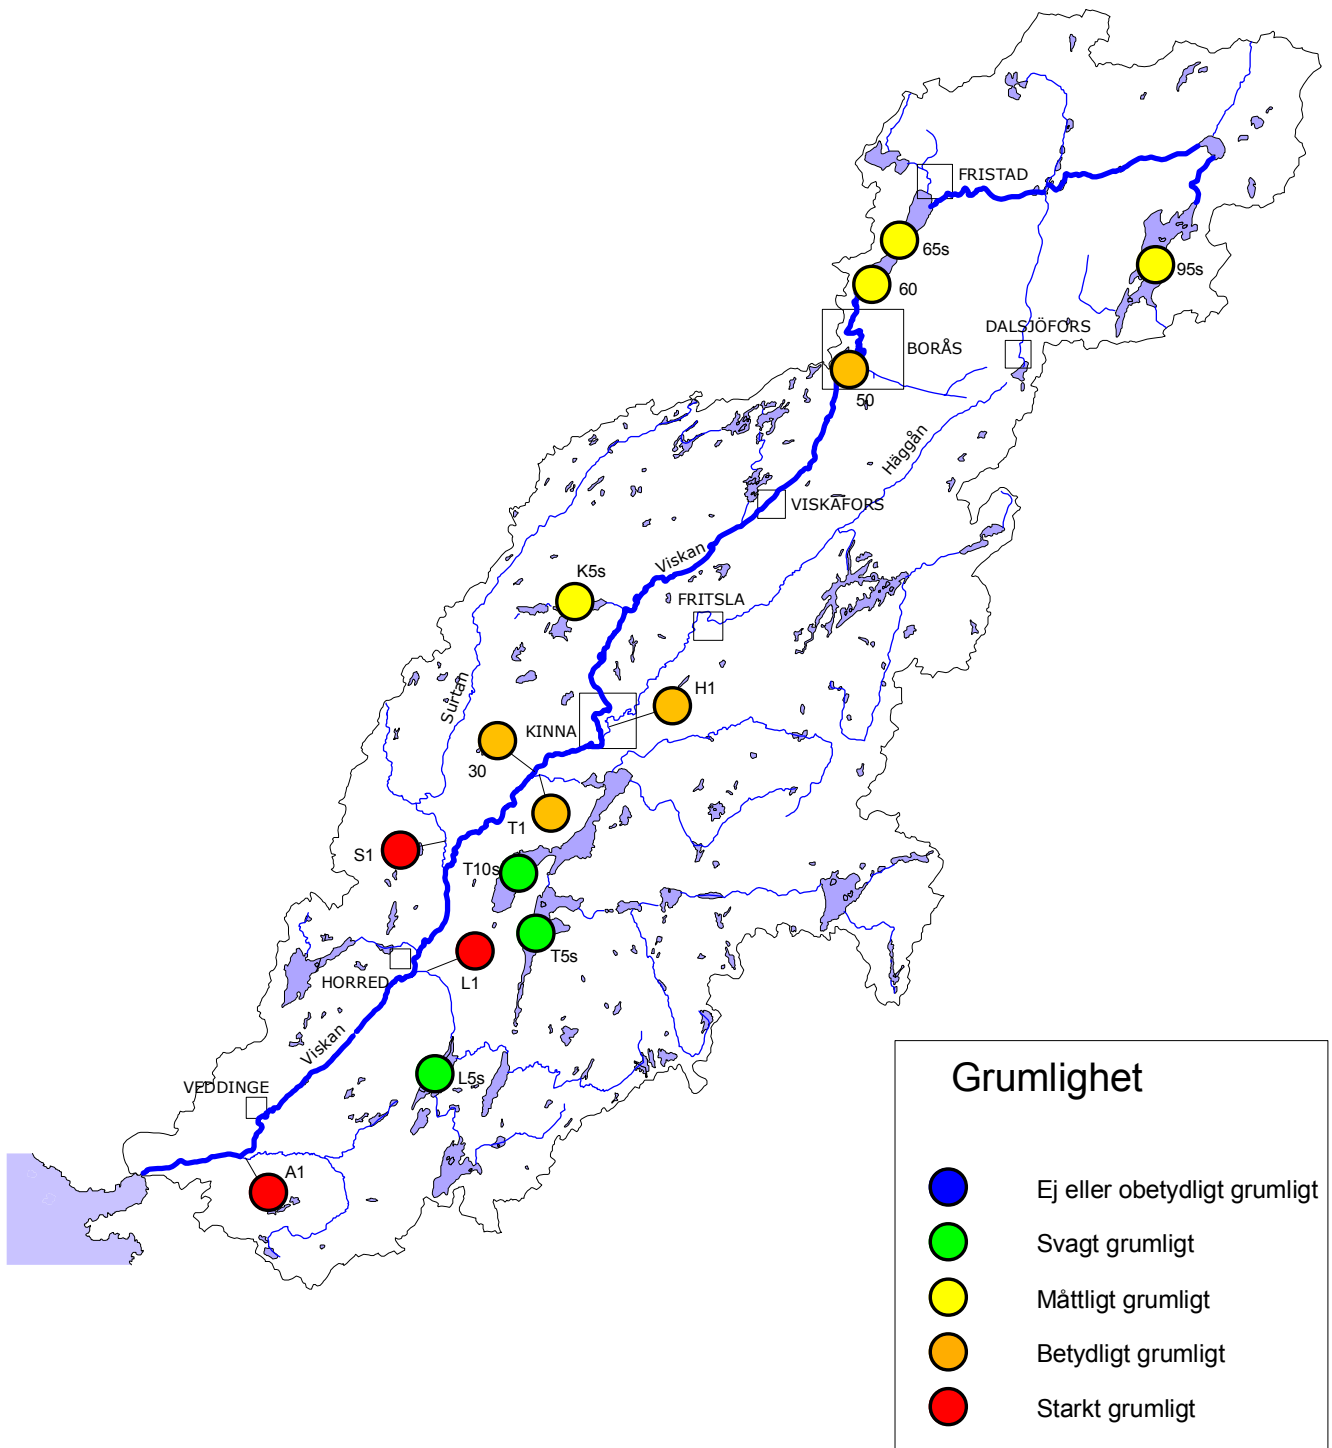 FRISTAD
65s
95s
60
DALSJÖFORS
BORÅS
50
Häggån
VISKAFORS
Viskan
K5s
FRITSLA
Surtan
H1
KINNA
30
T1
S1
T10s
T5s
HORRED
L1
Viskan
L5s
VEDDINGE
A1
Grumlighet
Ej eller obetydligt grumligt
Svagt grumligt
Måttligt grumligt
Betydligt grumligt
Starkt grumligt